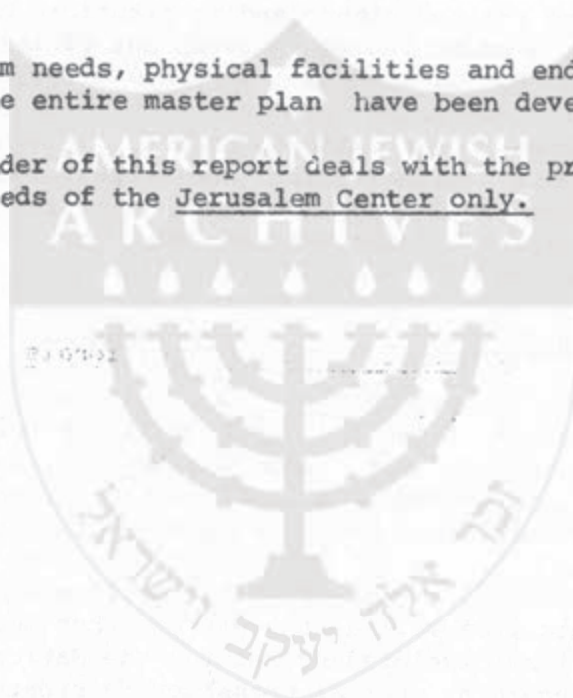 m needs, physical facilities and end
e entire master plan have been deve
der of this report deals with the pr
eds of the Jerusalem Center only.
AMERICAN JEWISH
ARCHIVES
זכר אלה יעקב וישראל